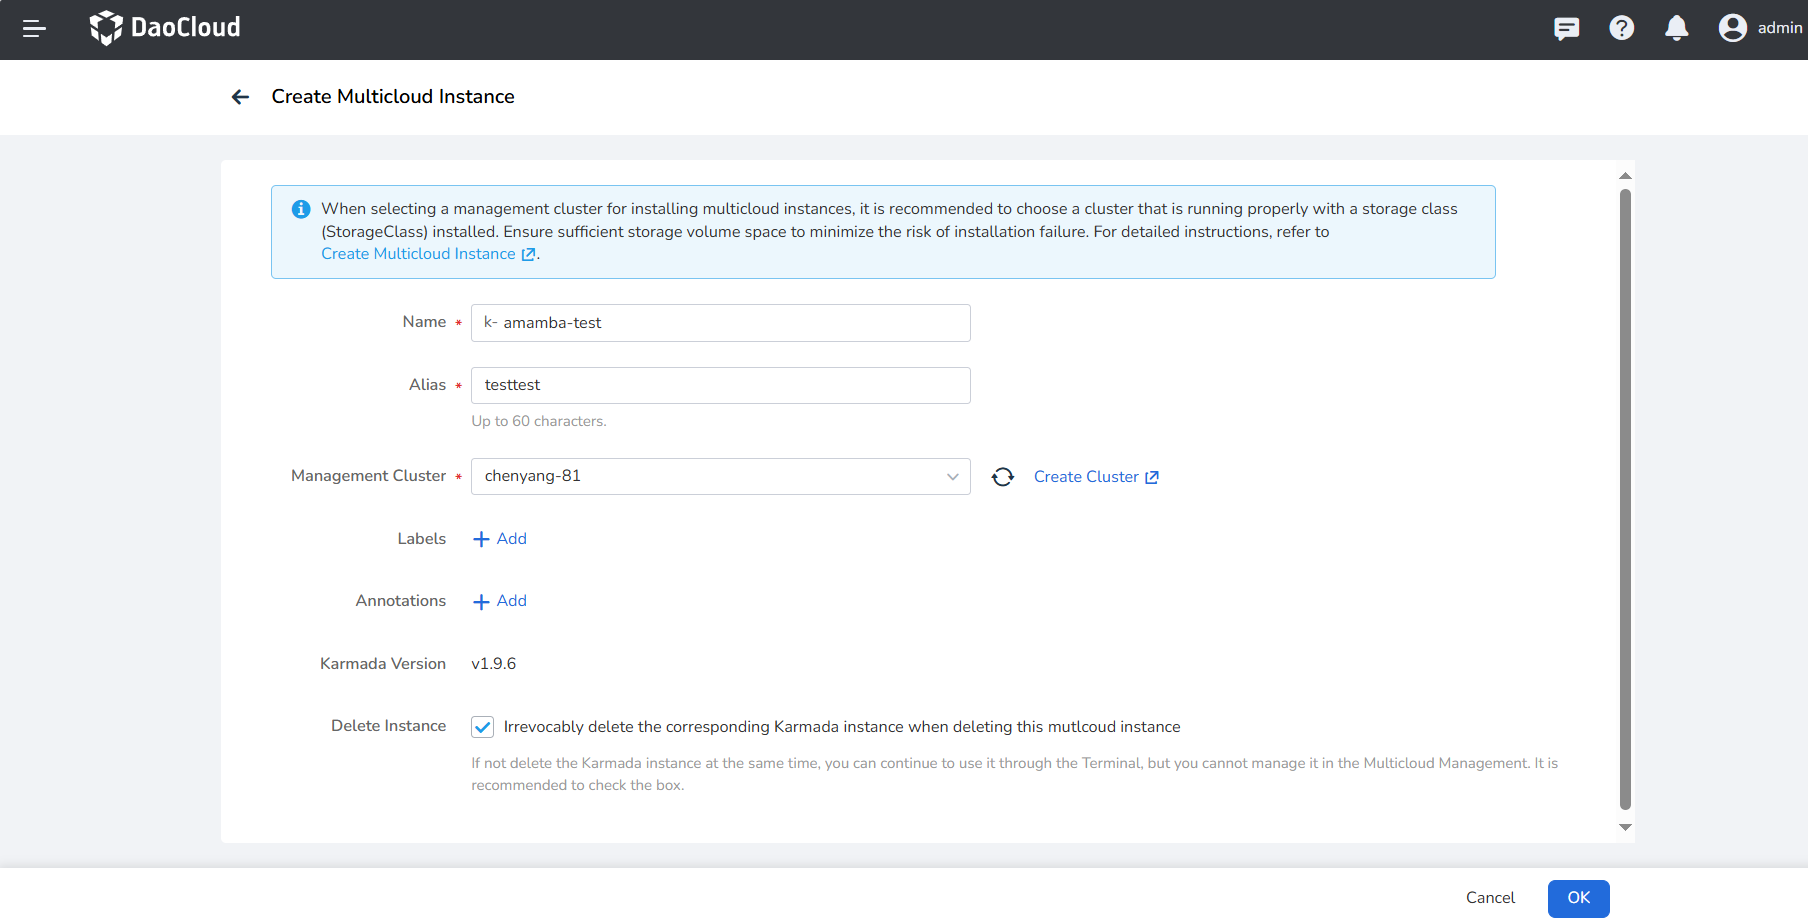 DaoCloud
admin
Create Multicloud Instance
When selecting a management cluster for installing multicloud instances, it is recommended to choose a cluster that is running properly with a storage class
(StorageClass) installed. Ensure sufficient storage volume space to minimize the risk of installation failure. For detailed instructions, refer to
Create Multicloud Instance .
Name * k- amamba-test
Alias * testtest
Up to 60 characters.
Management Cluster * chenyang-81 Create Cluster
Labels + Add
Annotations + Add
Karmada Version v1.9.6
Delete Instance Irrevocably delete the corresponding Karmada instance when deleting this mutlcoud instance
If not delete the Karmada instance at the same time, you can continue to use it through the Terminal, but you cannot manage it in the Multicloud Management. It is
recommended to check the box.
Cancel OK